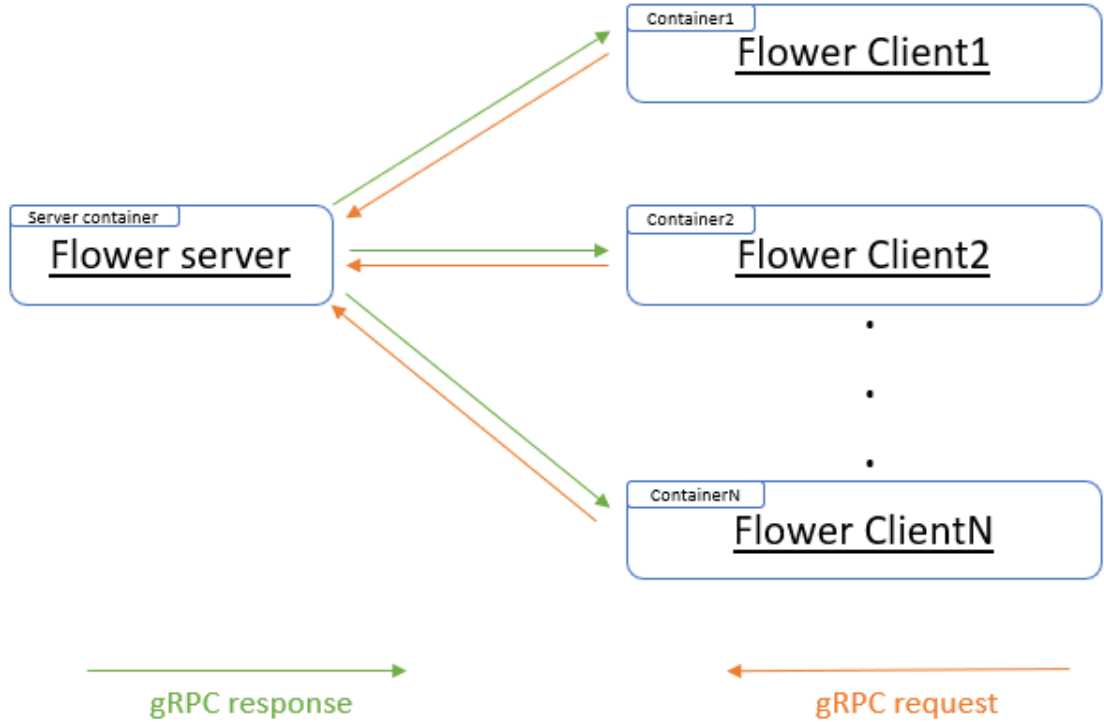 Container1
Flower Client1
Server container
Flower server
Container2
Flower Client2
ContainerN
Flower ClientN
gRPC response
gRPC request